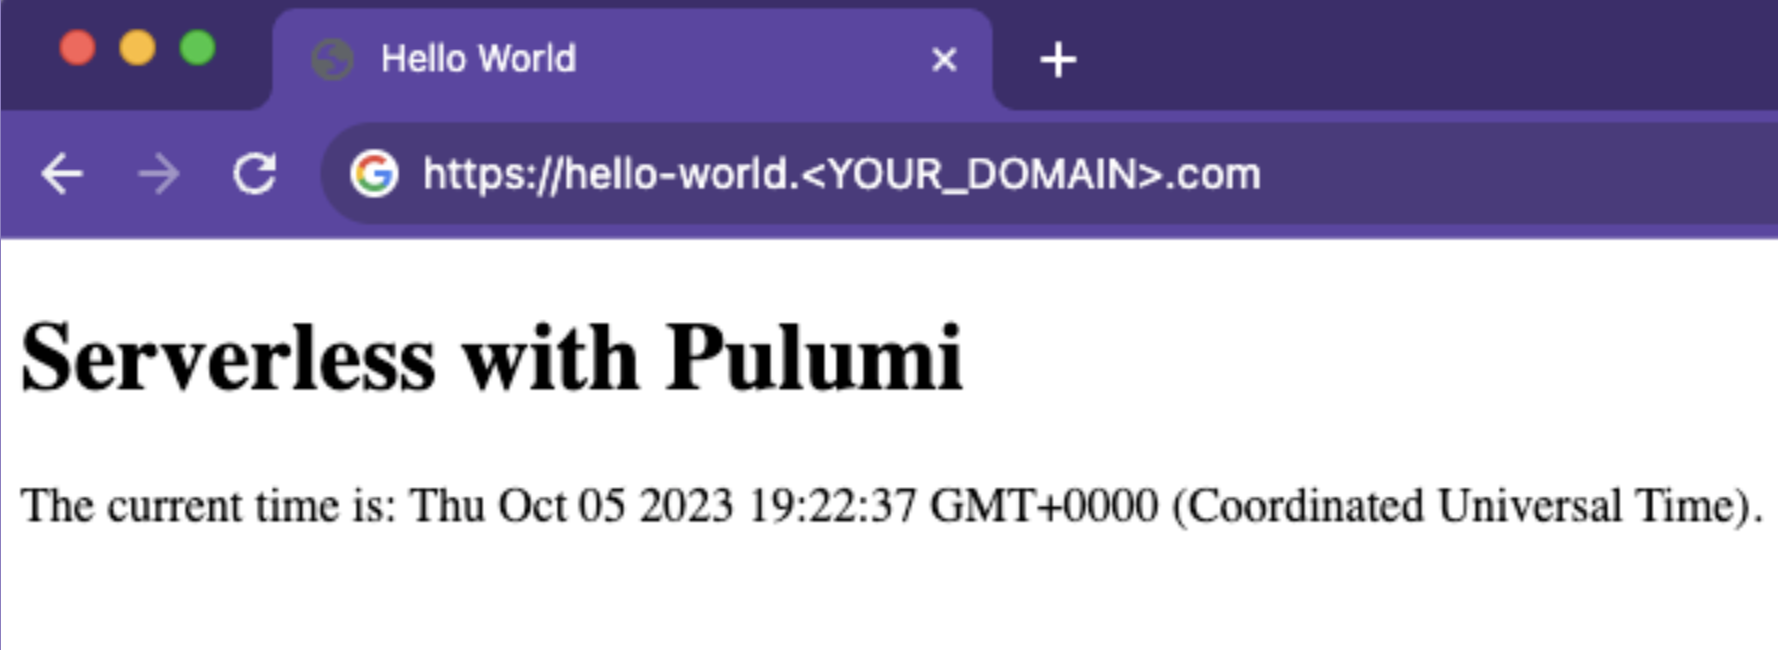 Hello World
https://hello-world.<YOUR_DOMAIN>.com
Serverless with Pulumi
The current time is: Thu Oct 05 2023 19:22:37 GMT+0000 (Coordinated Universal Time).